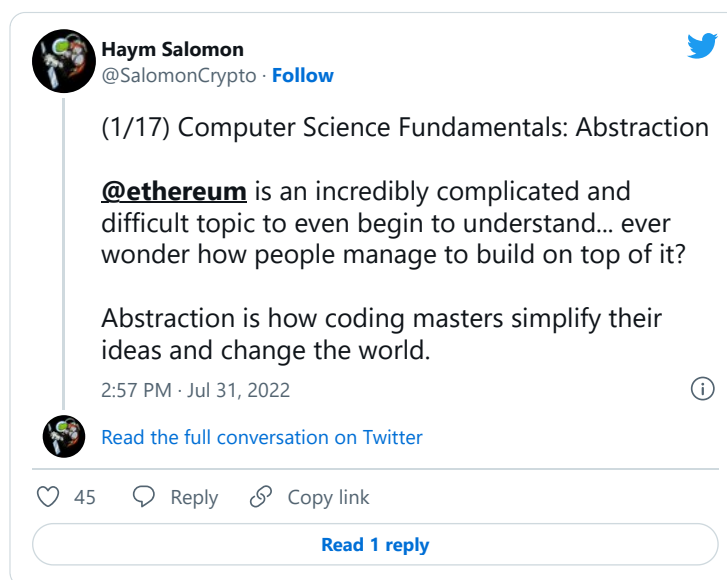 Haym Salomon
@SalomonCrypto · Follow
(1/17) Computer Science Fundamentals: Abstraction
@ethereum is an incredibly complicated and
difficult topic to even begin to understand... ever
wonder how people manage to build on top of it?
Abstraction is how coding masters simplify their
ideas and change the world.
2:57 PM · Jul 31, 2022
Read the full conversation on Twitter
45 Reply Copy link
Read 1 reply